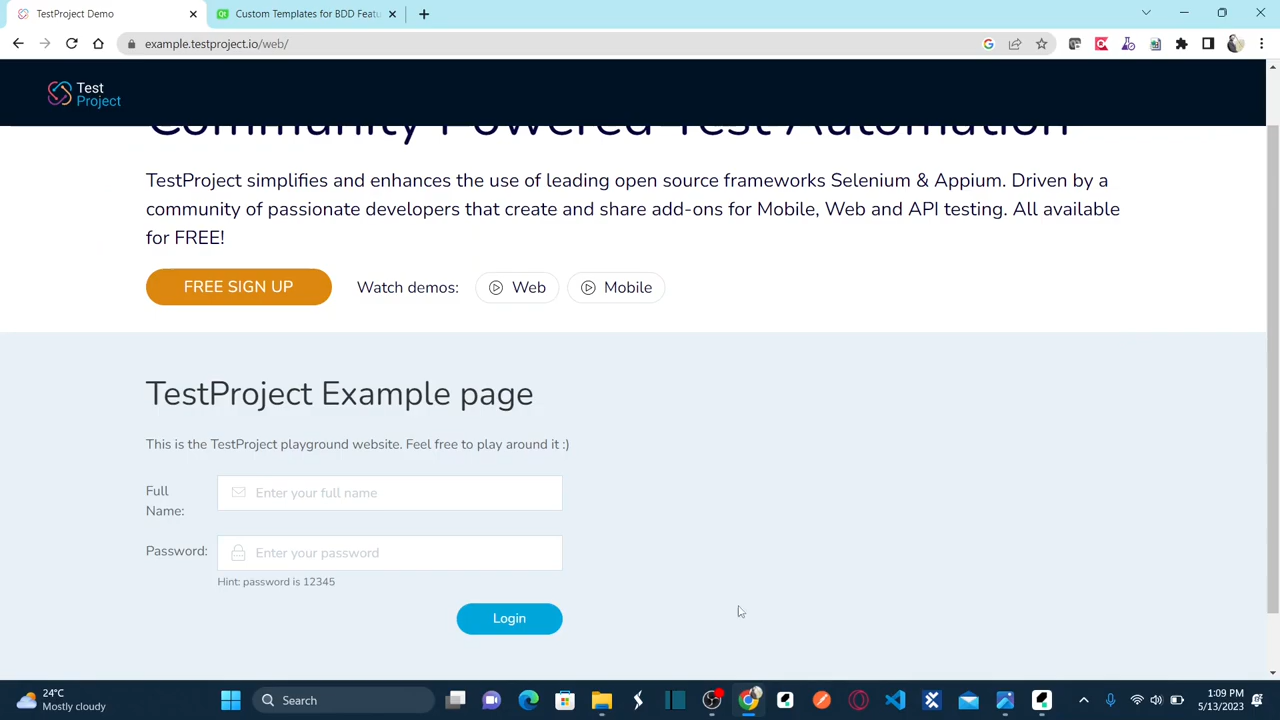 TestProject Demo
Custom Templates for BDD Featu
example.testproject.io/web/
Test
Project
Community Powered Test Automation
TestProject simplifies and enhances the use of leading open source frameworks Selenium & Appium. Driven by a
community of passionate developers that create and share add-ons for Mobile, Web and API testing. All available
for FREE!
FREE SIGN UP
Watch demos:
Web
Mobile
TestProject Example page
This is the TestProject playground website. Feel free to play around it :)
Full
Name:
Enter your full name
Password:
Enter your password
Hint: password is 12345
Login
24°C
Mostly cloudy
Search
1:09 PM
5/13/2023